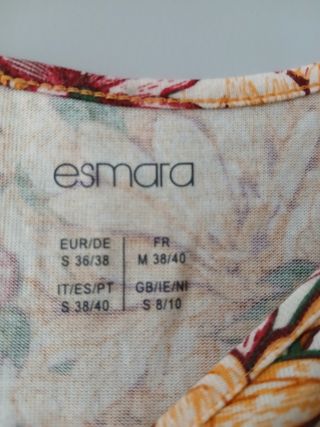 esmara
EUR/DE FR
S 36/38 M 38/40
IT/ES/PT GB/IE/NI
S 38/40 S 8/10